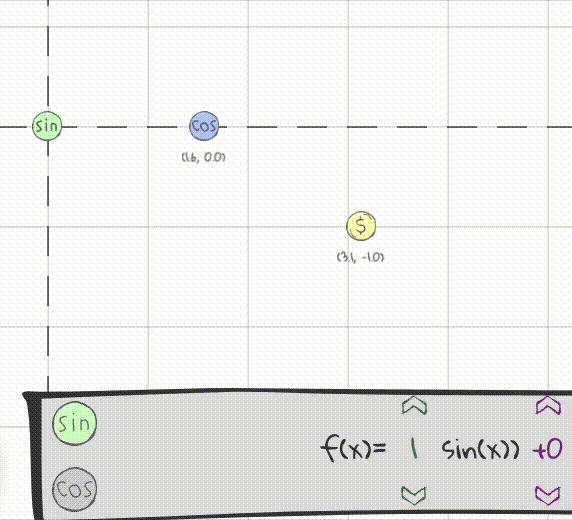 sin
cos
(1.6, 0.0)
$
(3.1, -1.0)
sin
f(x)= 1 sin(x)) +0
cos